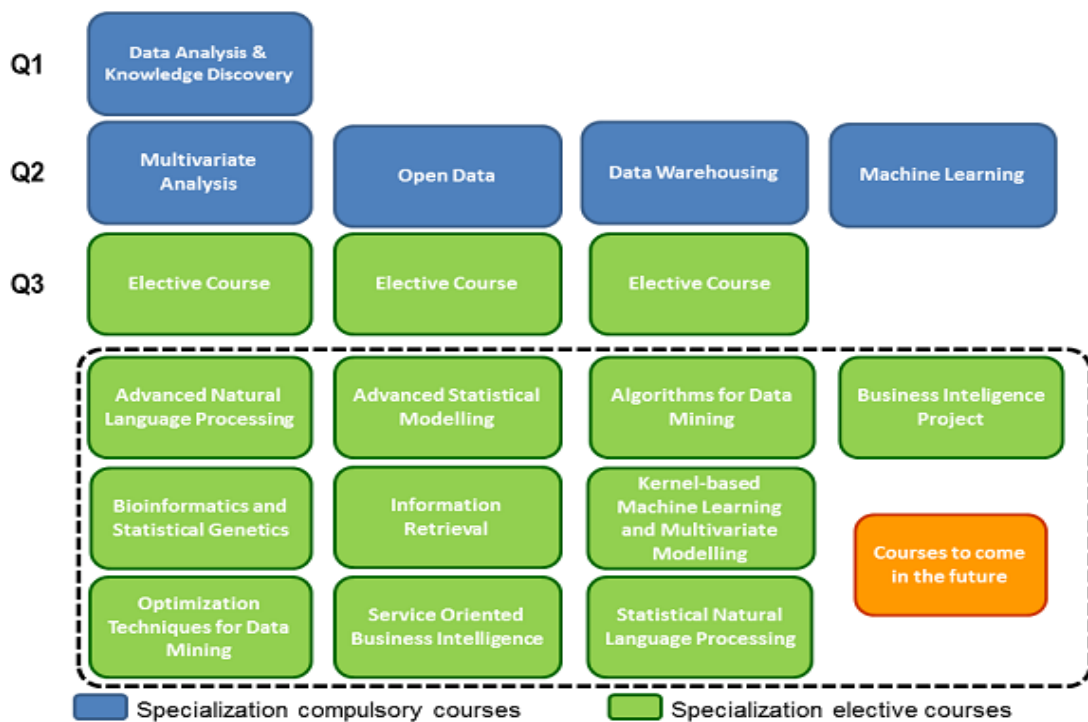 Q1
Data Analysis &
Knowledge Discovery
Q2
Multivariate
Analysis
Open Data
Data Warehousing
Machine Learning
Q3
Elective Course
Elective Course
Elective Course
Advanced Natural
Language Processing
Advanced Statistical
Modelling
Algorithms for Data
Mining
Business Inteligence
Project
Bioinformatics and
Statistical Genetics
Information
Retrieval
Kernel-based
Machine Learning
and Multivariate
Modelling
Courses to come
in the future
Optimization
Techniques for Data
Mining
Service Oriented
Business Intelligence
Statistical Natural
Language Processing
Specialization compulsory courses
Specialization elective courses